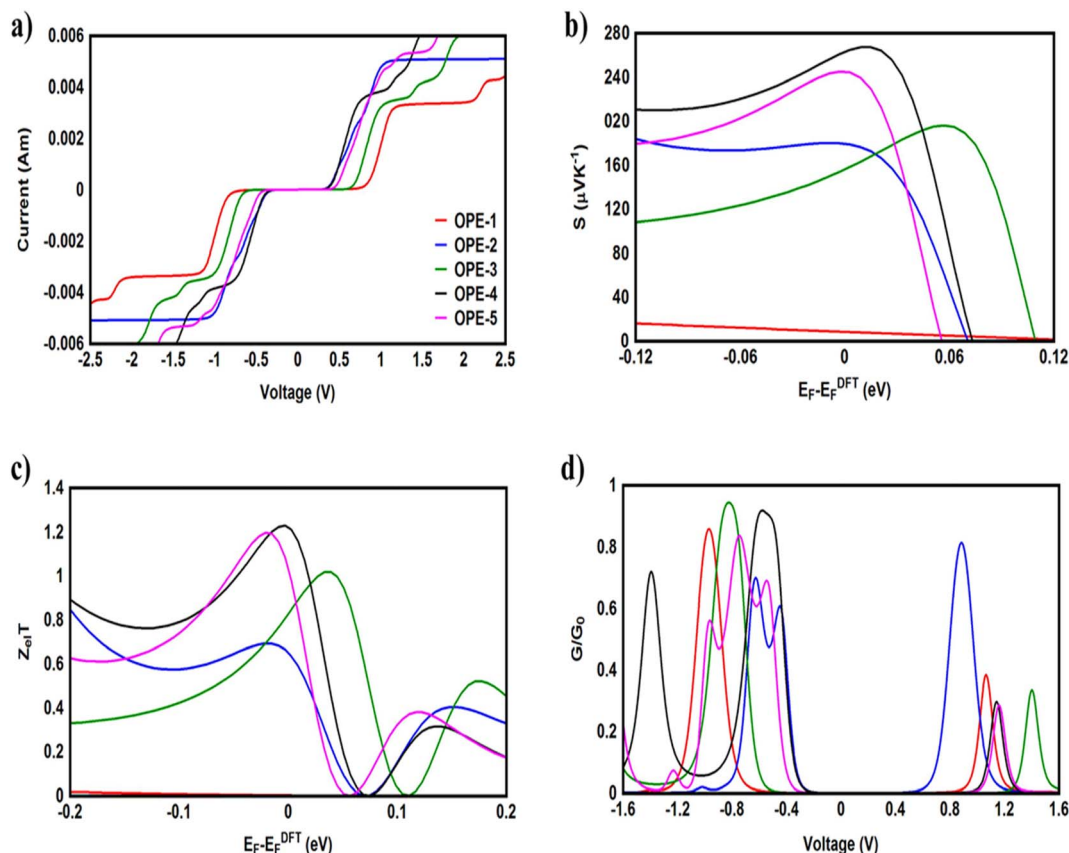 a)
0.006
0.004
0.002
0
-0.002
-0.004
-0.006
Current (Am)
-2.5 -2 -1.5 -1 -0.5 0 0.5 1 1.5 2 2.5
Voltage (V)
OPE-1
OPE-2
OPE-3
OPE-4
OPE-5
b)
280
240
020
160
120
80
40
0
S (μVK⁻¹)
-0.12 -0.06 0 0.06 0.12
E_F-E_F^DFT (eV)
c)
1.4
1.2
1
0.8
0.6
0.4
0.2
0
Z_elT
-0.2 -0.1 0 0.1 0.2
E_F-E_F^DFT (eV)
d)
1
0.8
0.6
0.4
0.2
0
G/G₀
-1.6 -1.2 -0.8 -0.4 0 0.4 0.8 1.2 1.6
Voltage (V)